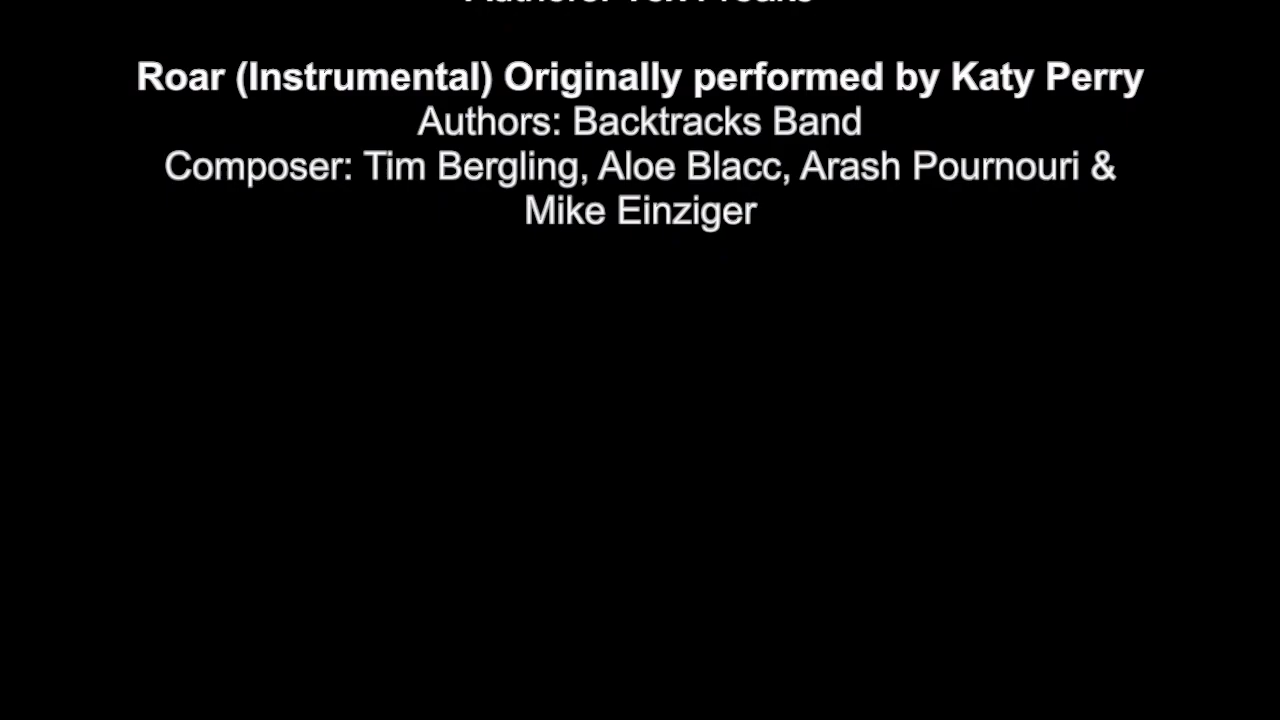 Roar (Instrumental) Originally performed by Katy Perry
Authors: Backtracks Band
Composer: Tim Bergling, Aloe Blacc, Arash Pournouri &
Mike Einziger